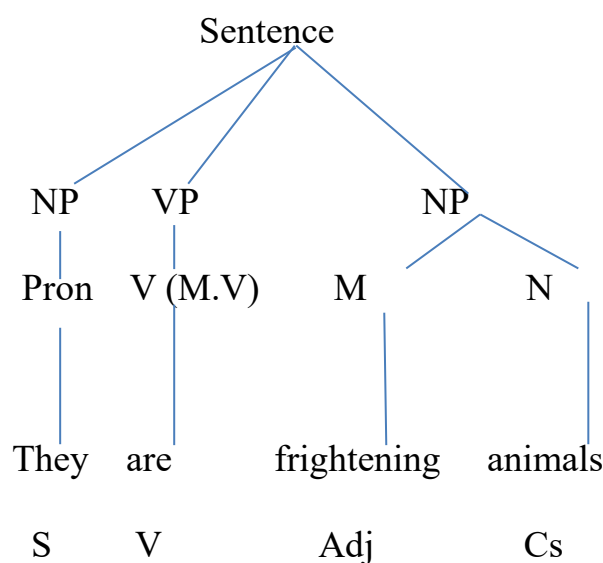 Sentence
NP VP NP
Pron V (M.V) M N
They are frightening animals
S V Adj Cs